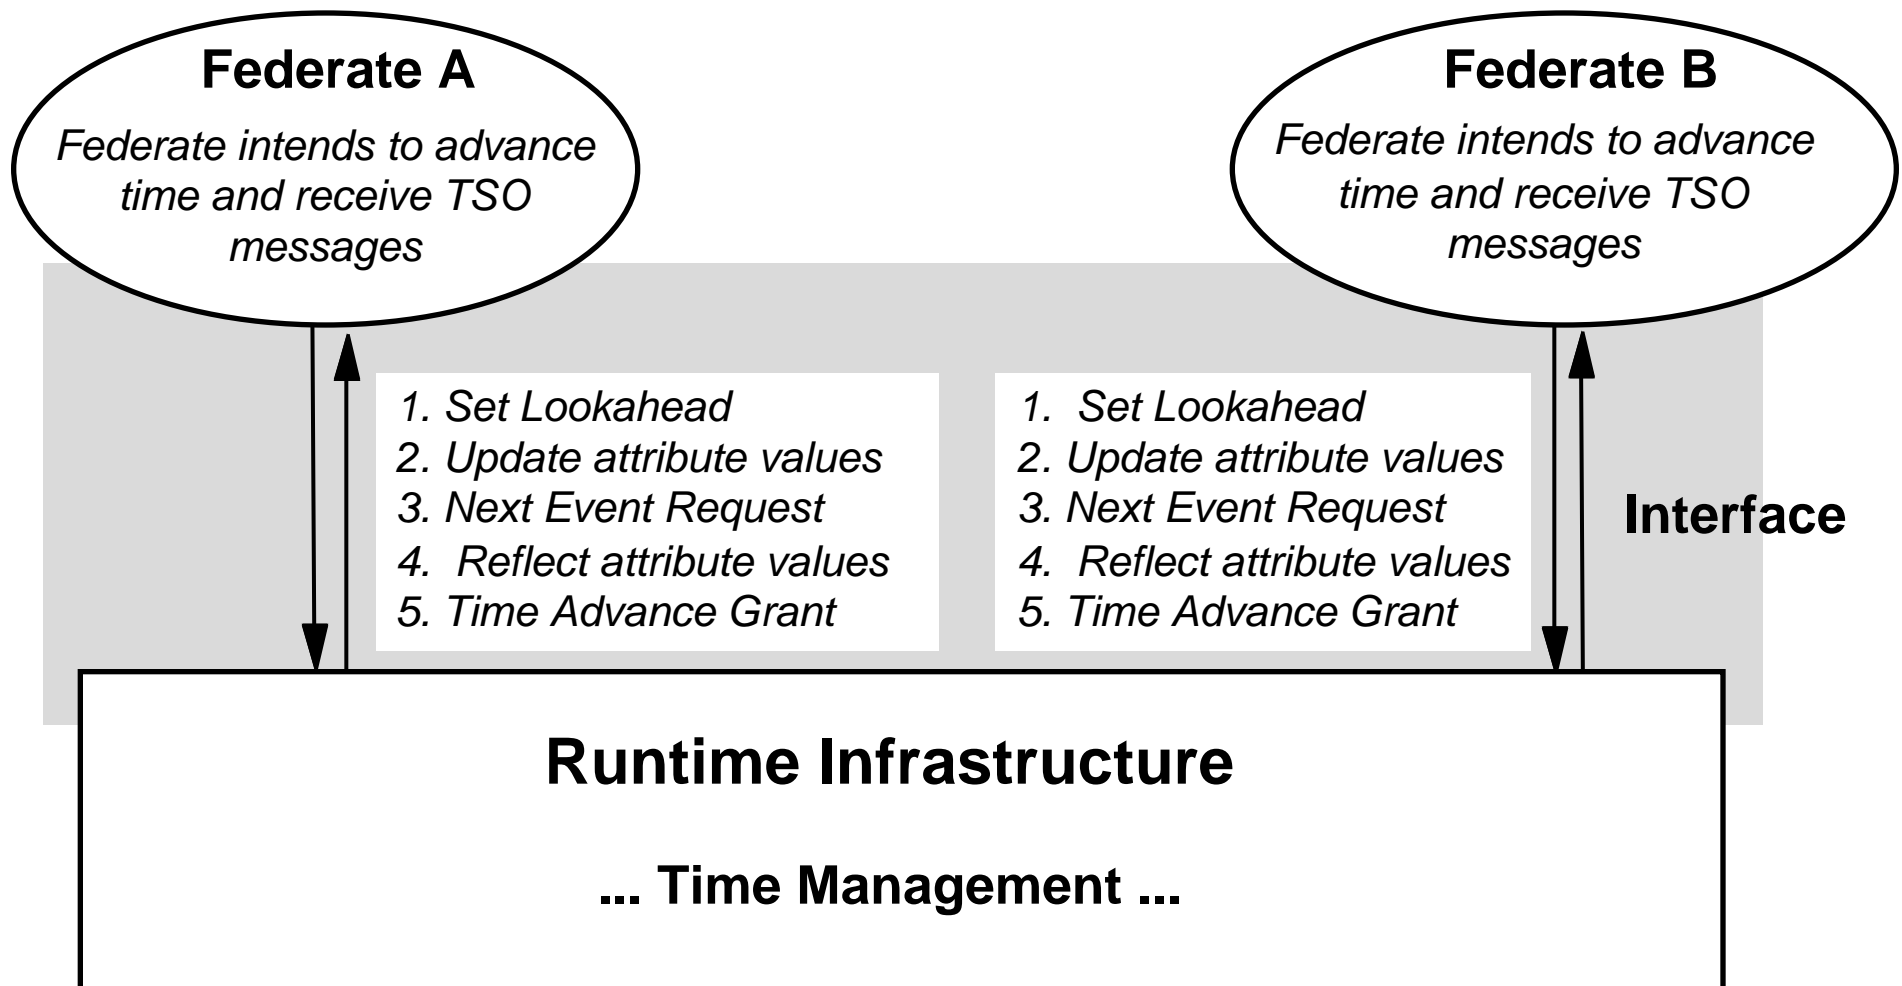 Federate A
Federate intends to advance
time and receive TSO
messages
Federate B
Federate intends to advance
time and receive TSO
messages
1. Set Lookahead
2. Update attribute values
3. Next Event Request
4. Reflect attribute values
5. Time Advance Grant
1. Set Lookahead
2. Update attribute values
3. Next Event Request
4. Reflect attribute values
5. Time Advance Grant
Interface
Runtime Infrastructure
... Time Management ...